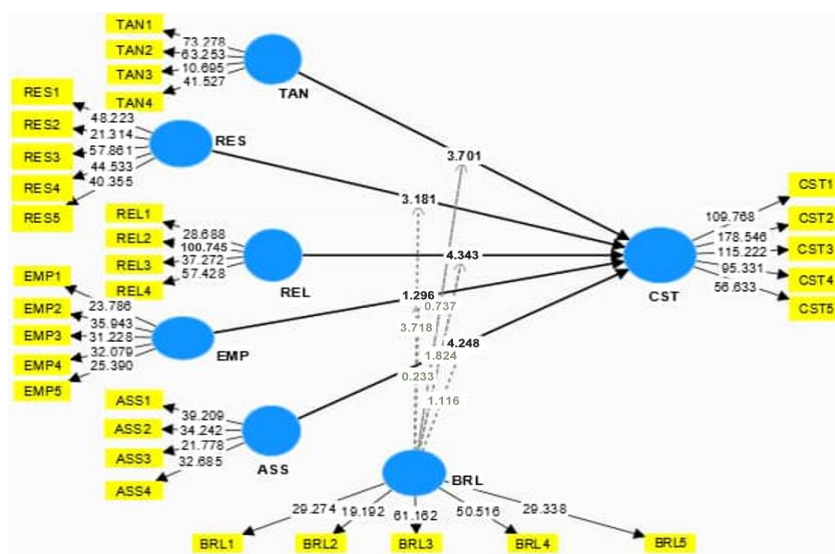 TAN1
TAN2
TAN3
TAN4
73.278
63.253
10.695
41.527
TAN
RES1
RES2
RES3
RES4
RES5
48.223
21.314
57.861
44.533
40.355
RES
REL1
REL2
REL3
REL4
28.688
100.745
37.272
57.428
REL
EMP1
EMP2
EMP3
EMP4
EMP5
23.786
35.943
31.228
32.079
25.390
EMP
ASS1
ASS2
ASS3
ASS4
39.209
34.242
21.778
32.685
ASS
3.701
3.181
4.343
1.296
0.737
3.718
4.248
1.824
0.233
1.116
CST
109.768
178.546
115.222
95.331
56.633
CST1
CST2
CST3
CST4
CST5
BRL
29.274
19.192
61.162
50.516
29.338
BRL1
BRL2
BRL3
BRL4
BRL5